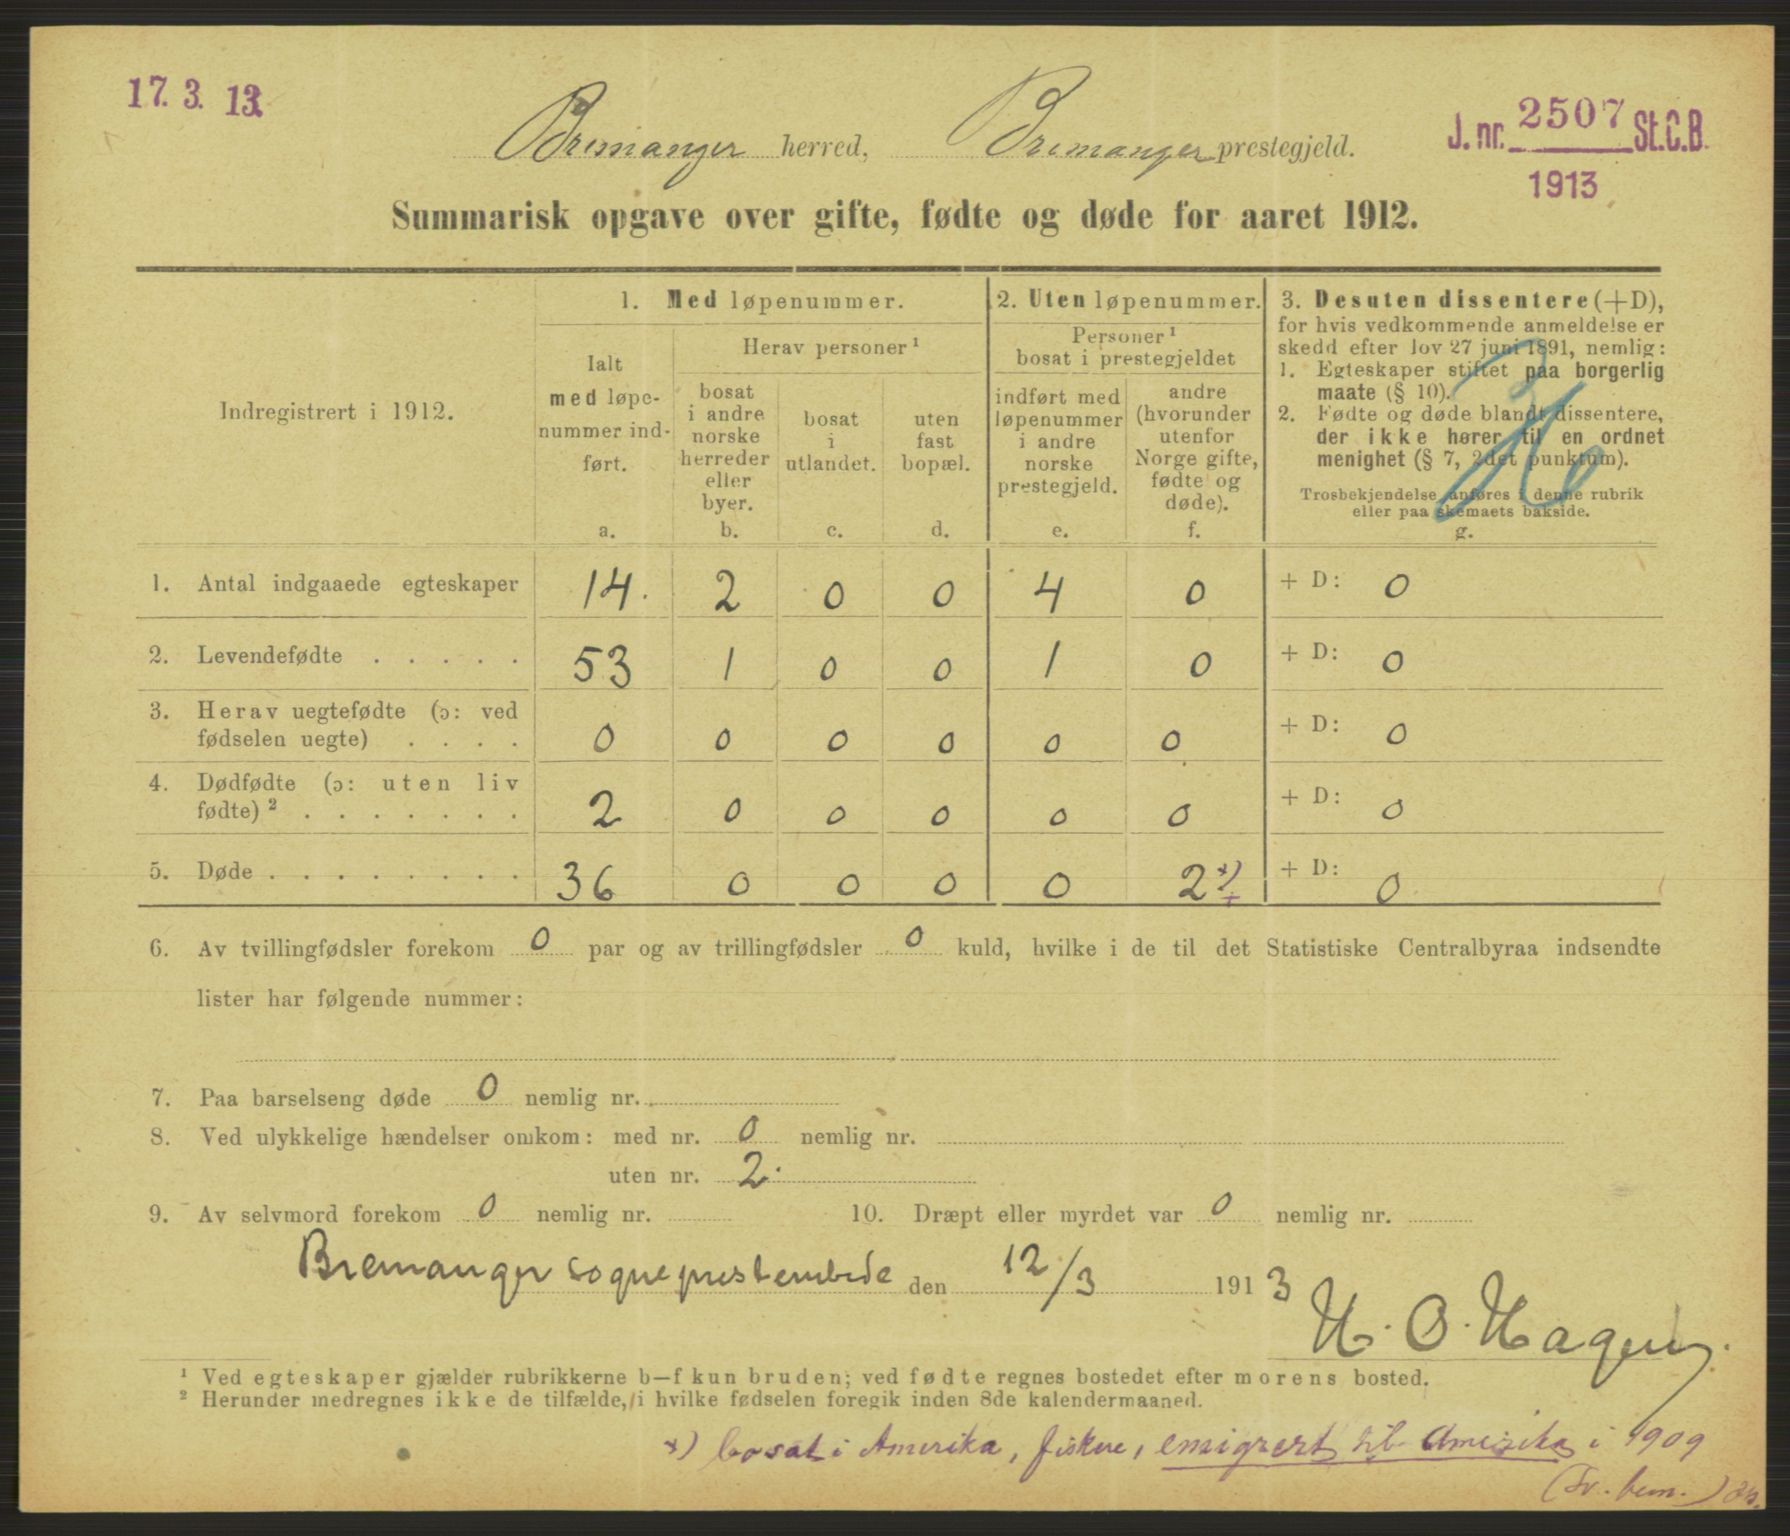 17. 3. 13.
Bremanger herred, Bremanger prestegjeld.
J. nr. 2507 St.C.B.
1913
Summarisk opgave over gifte, fødte og døde for aaret 1912.
Indregistrert i 1912.
1. Med løpenummer.
Ialt
med løpe-
nummer ind-
ført.
a.
Herav personer ¹
bosat
i andre
norske
herreder
eller
byer.
b.
bosat
i
utlandet.
c.
uten
fast
bopæl.
d.
2. Uten løpenummer.
Personer ¹
bosat i prestegjeldet
indført med
løpenummer
i andre
norske
prestegjeld.
e.
andre
(hvorunder
utenfor
Norge gifte,
fødte og
døde).
f.
3. Desuten dissentere (+D),
for hvis vedkommende anmeldelse er
skedd efter lov 27 juni 1891, nemlig:
1. Egteskaper stiftet paa borgerlig
maate (§ 10).
2. Fødte og døde blandt dissentere,
der ikke hører til en ordnet
menighet (§ 7, 2det punktum).
Trosbekjendelse anføres i denne rubrik
eller paa skemaets bakside.
g.
1. Antal indgaaede egteskaper 14. 2 0 0 4 0 + D: 0
2. Levendefødte . . . . . 53 1 0 0 1 0 + D: 0
3. Herav uegtefødte (ɔ: ved
fødselen uegte) . . . . 0 0 0 0 0 0 + D: 0
4. Dødfødte (ɔ: uten liv
fødte) ² . . . . . . . 2 0 0 0 0 0 + D: 0
5. Døde . . . . . . . . 36 0 0 0 0 2 *) + D: 0
6. Av tvillingfødsler forekom 0 par og av trillingfødsler 0 kuld, hvilke i de til det Statistiske Centralbyraa indsendte
lister har følgende nummer:
7. Paa barselseng døde 0 nemlig nr.
8. Ved ulykkelige hændelser omkom: med nr. 0 nemlig nr.
uten nr. 2.
9. Av selvmord forekom 0 nemlig nr. 10. Dræpt eller myrdet var 0 nemlig nr.
Bremanger sogneprestembede den 12/3 1913
H. O. Hagen.
¹ Ved egteskaper gjælder rubrikkerne b—f kun bruden; ved fødte regnes bostedet efter morens bosted.
² Herunder medregnes ikke de tilfælde, i hvilke fødselen foregik inden 8de kalendermaaned.
*) bosat i Amerika, fiskere, emigrert til Amerika i 1909